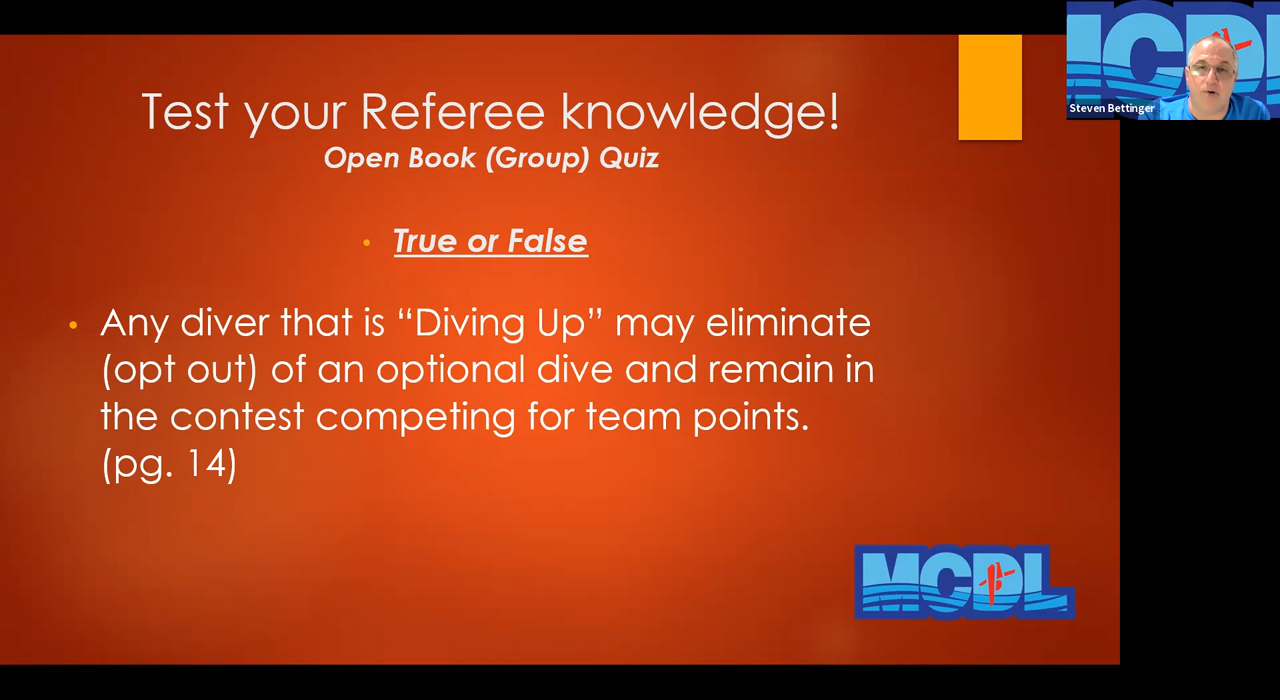 Test your Referee knowledge!
Open Book (Group) Quiz
• True or False
• Any diver that is “Diving Up” may eliminate
(opt out) of an optional dive and remain in
the contest competing for team points.
(pg. 14)
MCDL
MCDL
Steven Bettinger